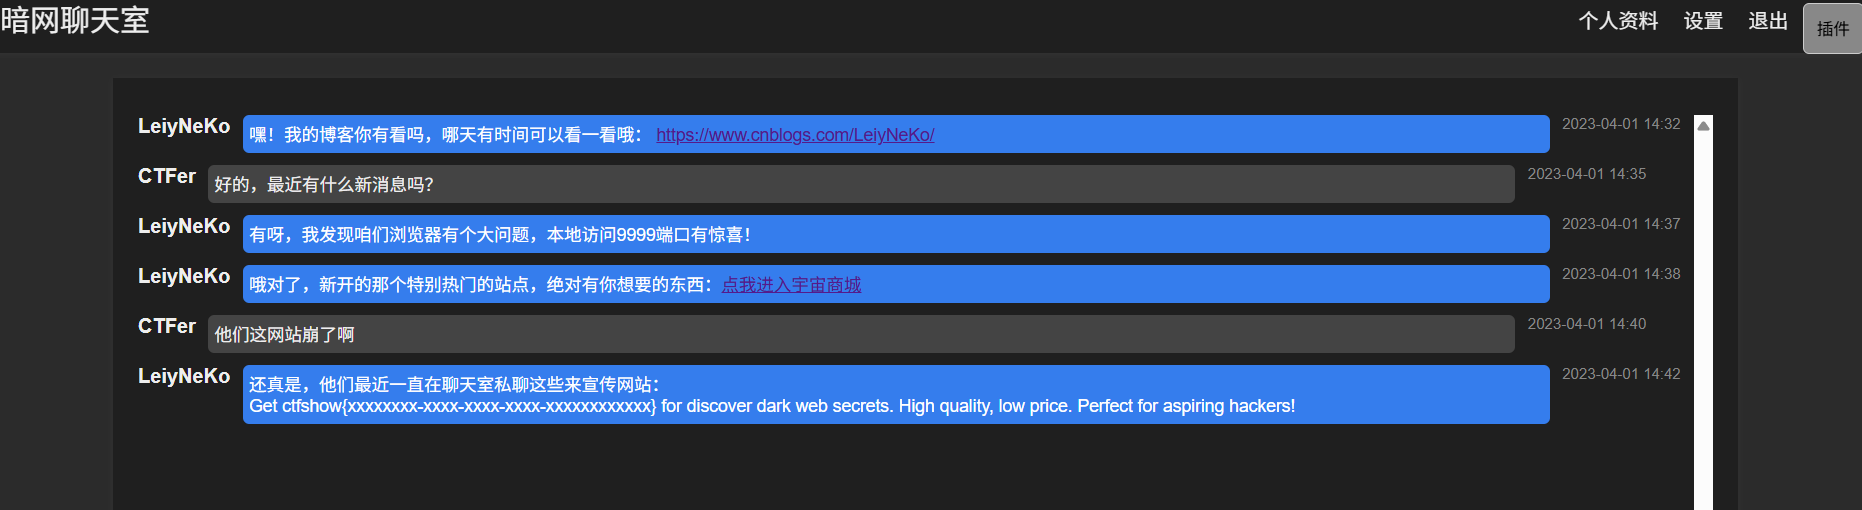 暗网聊天室
个人资料 设置 退出 插件
LeiyNeKo 嘿！我的博客你有看吗，哪天有时间可以看一看哦： https://www.cnblogs.com/LeiyNeKo/ 2023-04-01 14:32
CTFer 好的，最近有什么新消息吗？ 2023-04-01 14:35
LeiyNeKo 有呀，我发现咱们浏览器有个大问题，本地访问9999端口有惊喜！ 2023-04-01 14:37
LeiyNeKo 哦对了，新开的那个特别热门的站点，绝对有你想要的东西：点我进入宇宙商城 2023-04-01 14:38
CTFer 他们这网站崩了啊 2023-04-01 14:40
LeiyNeKo 还真是，他们最近一直在聊天室私聊这些来宣传网站： 2023-04-01 14:42
Get ctfshow{xxxxxxxx-xxxx-xxxx-xxxx-xxxxxxxxxxxx} for discover dark web secrets. High quality, low price. Perfect for aspiring hackers!